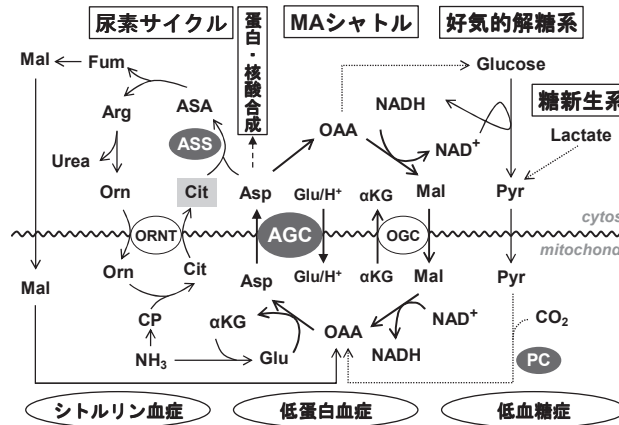 尿素サイクル
蛋白・核酸合成
MAシャトル
好気的解糖系
Mal
Fum
Glucose
Arg
ASA
NADH
糖新生系
OAA
ASS
NAD+
Lactate
Urea
Orn
Cit
Asp
Glu/H+
αKG
Mal
Pyr
cytos
ORNT
AGC
OGC
mitochond
Mal
Orn
Cit
Asp
Glu/H+
αKG
Mal
Pyr
CP
αKG
OAA
NAD+
CO2
NH3
Glu
NADH
PC
シトルリン血症
低蛋白血症
低血糖症